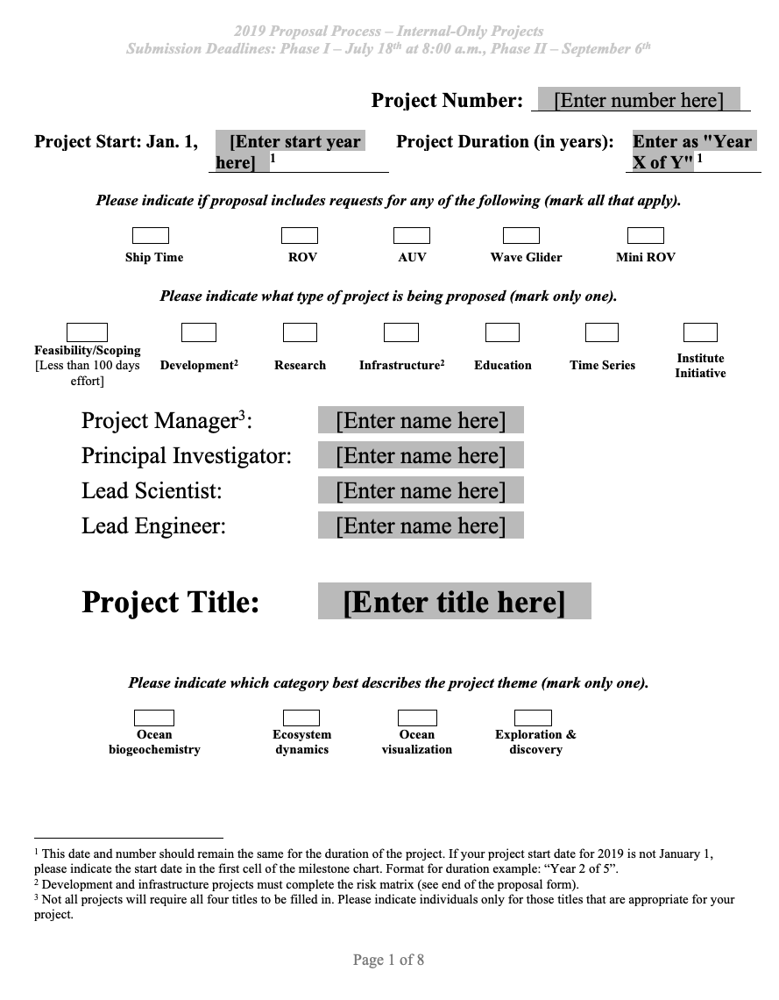 2019 Proposal Process – Internal-Only Projects
Submission Deadlines: Phase I – July 18th at 8:00 a.m., Phase II – September 6th
Project Number: [Enter number here]
Project Start: Jan. 1, [Enter start year here] 1 Project Duration (in years): Enter as "Year X of Y" 1
Please indicate if proposal includes requests for any of the following (mark all that apply).
Ship Time ROV AUV Wave Glider Mini ROV
Please indicate what type of project is being proposed (mark only one).
Feasibility/Scoping
[Less than 100 days
effort]
Development2
Research
Infrastructure2
Education
Time Series
Institute
Initiative
Project Manager3: [Enter name here]
Principal Investigator: [Enter name here]
Lead Scientist: [Enter name here]
Lead Engineer: [Enter name here]
Project Title: [Enter title here]
Please indicate which category best describes the project theme (mark only one).
Ocean
biogeochemistry
Ecosystem
dynamics
Ocean
visualization
Exploration &
discovery
1 This date and number should remain the same for the duration of the project. If your project start date for 2019 is not January 1,
please indicate the start date in the first cell of the milestone chart. Format for duration example: “Year 2 of 5”.
2 Development and infrastructure projects must complete the risk matrix (see end of the proposal form).
3 Not all projects will require all four titles to be filled in. Please indicate individuals only for those titles that are appropriate for your
project.
Page 1 of 8